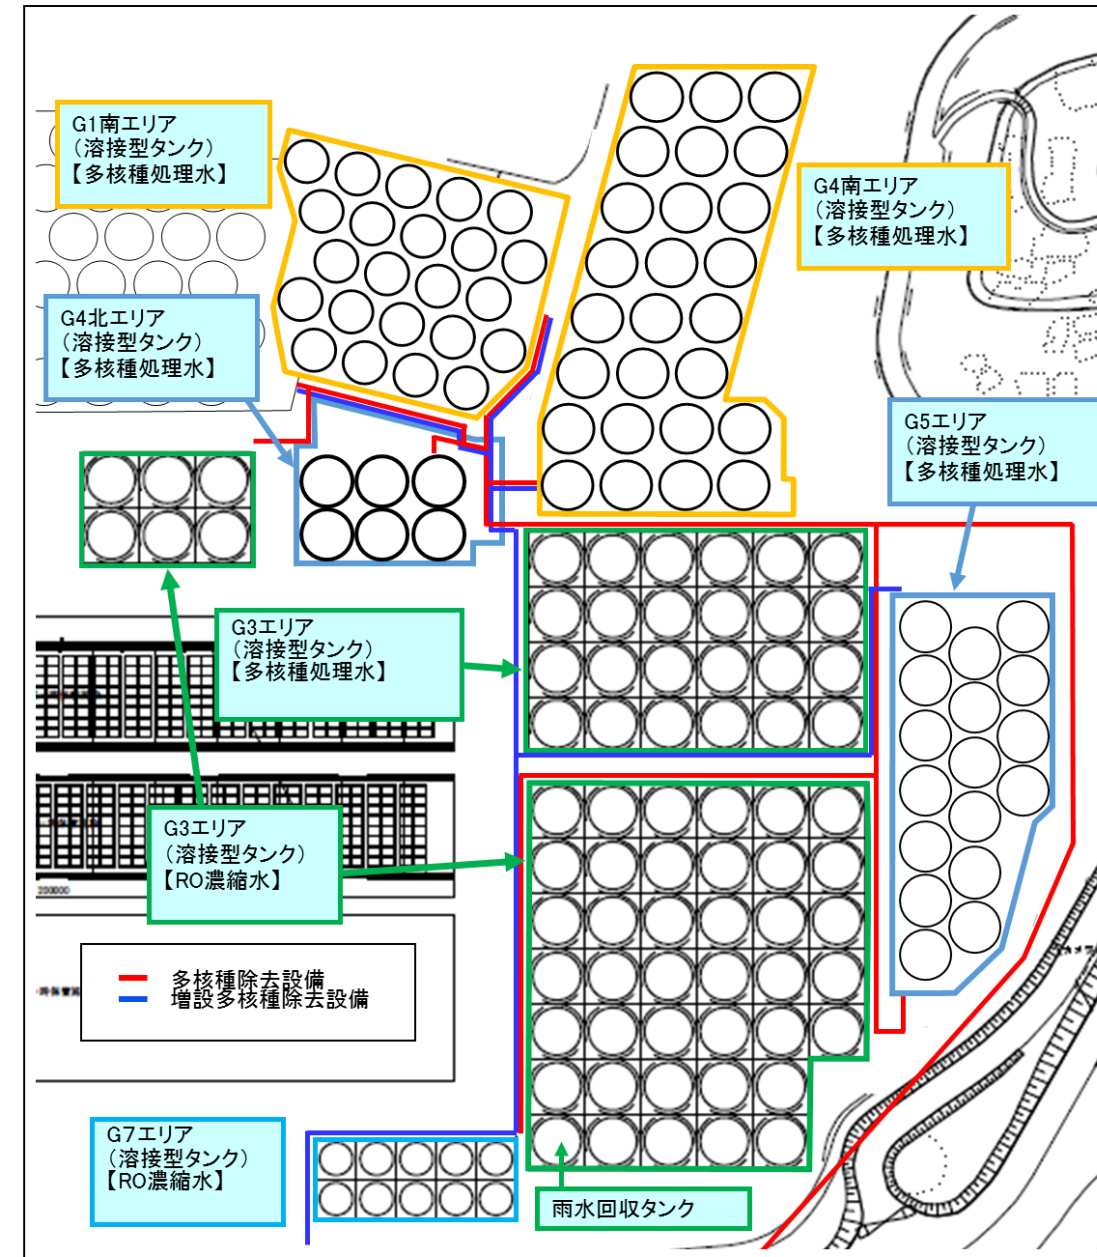 G1南エリア
（溶接型タンク）
【多核種処理水】
G4南エリア
（溶接型タンク）
【多核種処理水】
G4北エリア
（溶接型タンク）
【多核種処理水】
G5エリア
（溶接型タンク）
【多核種処理水】
G3エリア
（溶接型タンク）
【多核種処理水】
G3エリア
（溶接型タンク）
【RO濃縮水】
200000
カメラ
多核種除去設備
増設多核種除去設備
G7エリア
（溶接型タンク）
【RO濃縮水】
雨水回収タンク